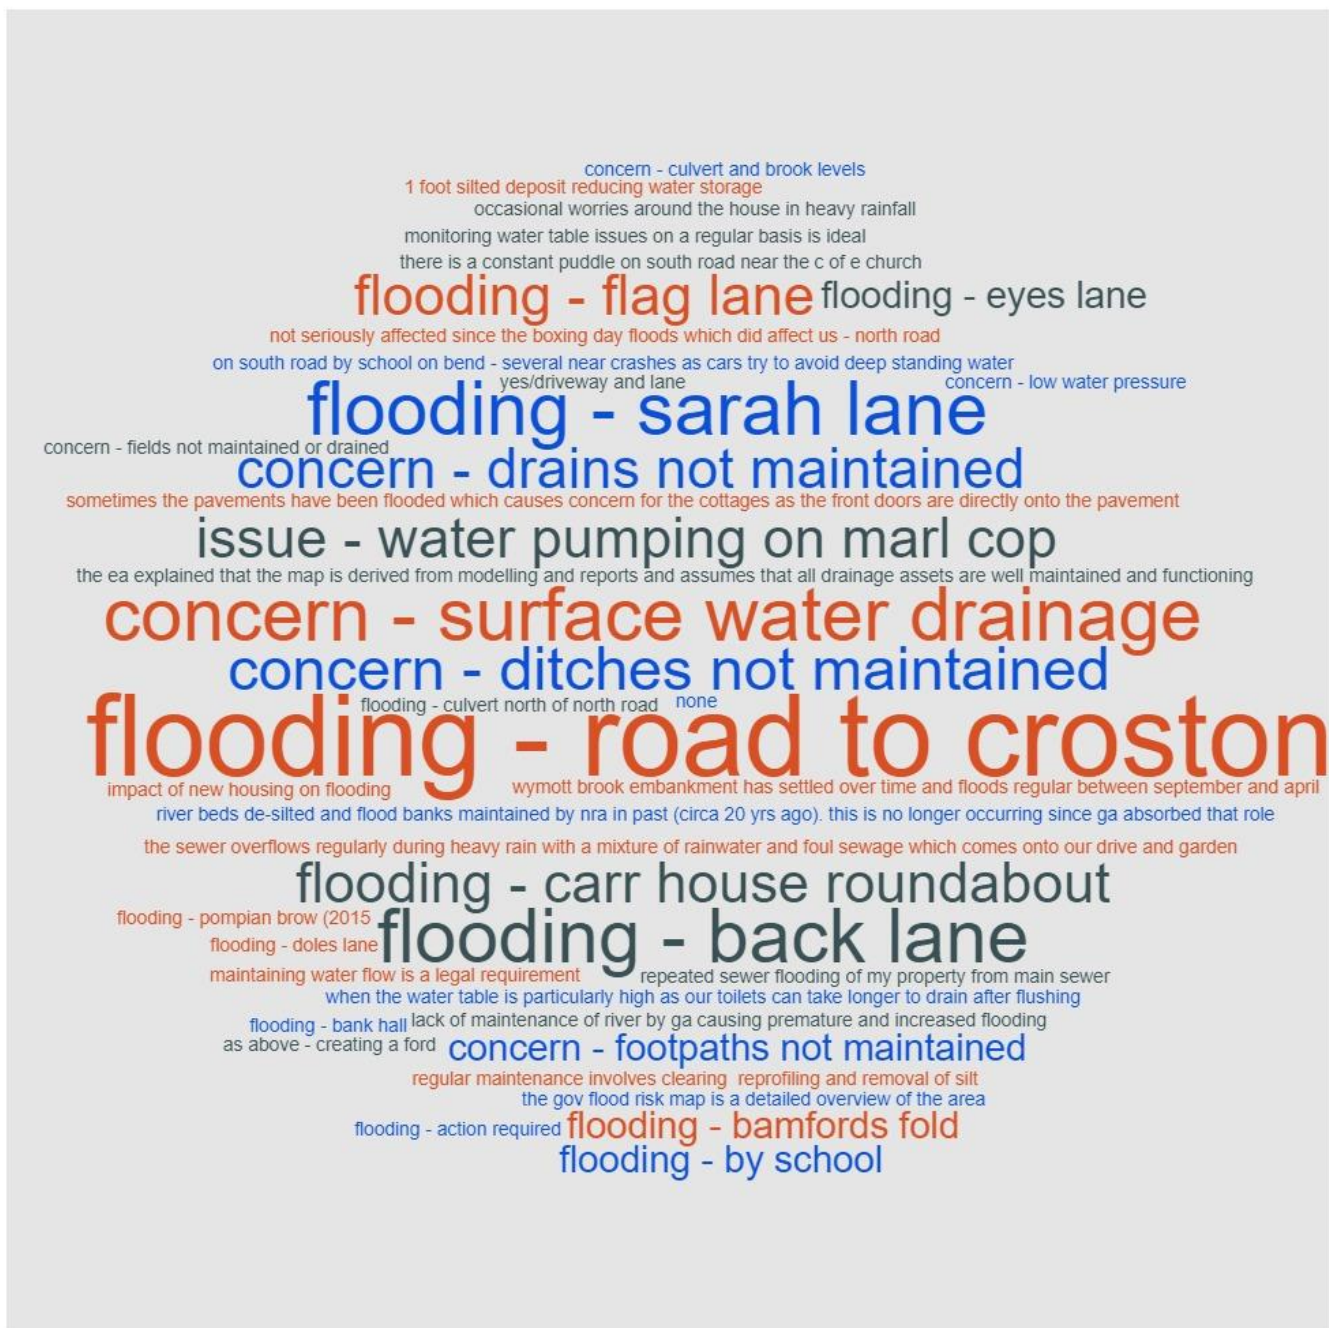 concern - culvert and brook levels
1 foot silted deposit reducing water storage
occasional worries around the house in heavy rainfall
monitoring water table issues on a regular basis is ideal
there is a constant puddle on south road near the c of e church
flooding - flag lane
flooding - eyes lane
not seriously affected since the boxing day floods which did affect us - north road
on south road by school on bend - several near crashes as cars try to avoid deep standing water
yes/driveway and lane
concern - low water pressure
flooding - sarah lane
concern - fields not maintained or drained
concern - drains not maintained
sometimes the pavements have been flooded which causes concern for the cottages as the front doors are directly onto the pavement
issue - water pumping on marl cop
the ea explained that the map is derived from modelling and reports and assumes that all drainage assets are well maintained and functioning
concern - surface water drainage
concern - ditches not maintained
flooding - culvert north of north road
none
flooding - road to croston
impact of new housing on flooding
wymott brook embankment has settled over time and floods regular between september and april
river beds de-silted and flood banks maintained by nra in past (circa 20 yrs ago). this is no longer occurring since ga absorbed that role
the sewer overflows regularly during heavy rain with a mixture of rainwater and foul sewage which comes onto our drive and garden
flooding - carr house roundabout
flooding - pompian brow (2015
flooding - doles lane
flooding - back lane
maintaining water flow is a legal requirement
repeated sewer flooding of my property from main sewer
when the water table is particularly high as our toilets can take longer to drain after flushing
flooding - bank hall
lack of maintenance of river by ga causing premature and increased flooding
as above - creating a ford
concern - footpaths not maintained
regular maintenance involves clearing  reprofiling and removal of silt
the gov flood risk map is a detailed overview of the area
flooding - action required
flooding - bamfords fold
flooding - by school